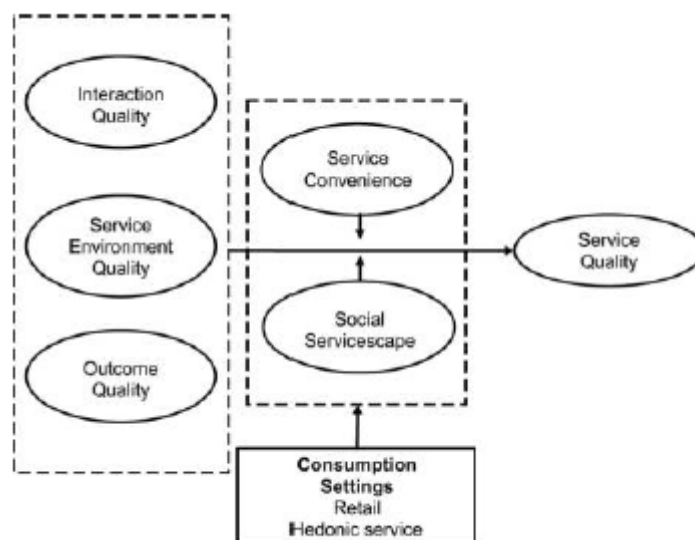 Interaction
Quality
Service
Environment
Quality
Outcome
Quality
Service
Convenience
Social
Servicescape
Service
Quality
Consumption
Settings
Retail
Hedonic service